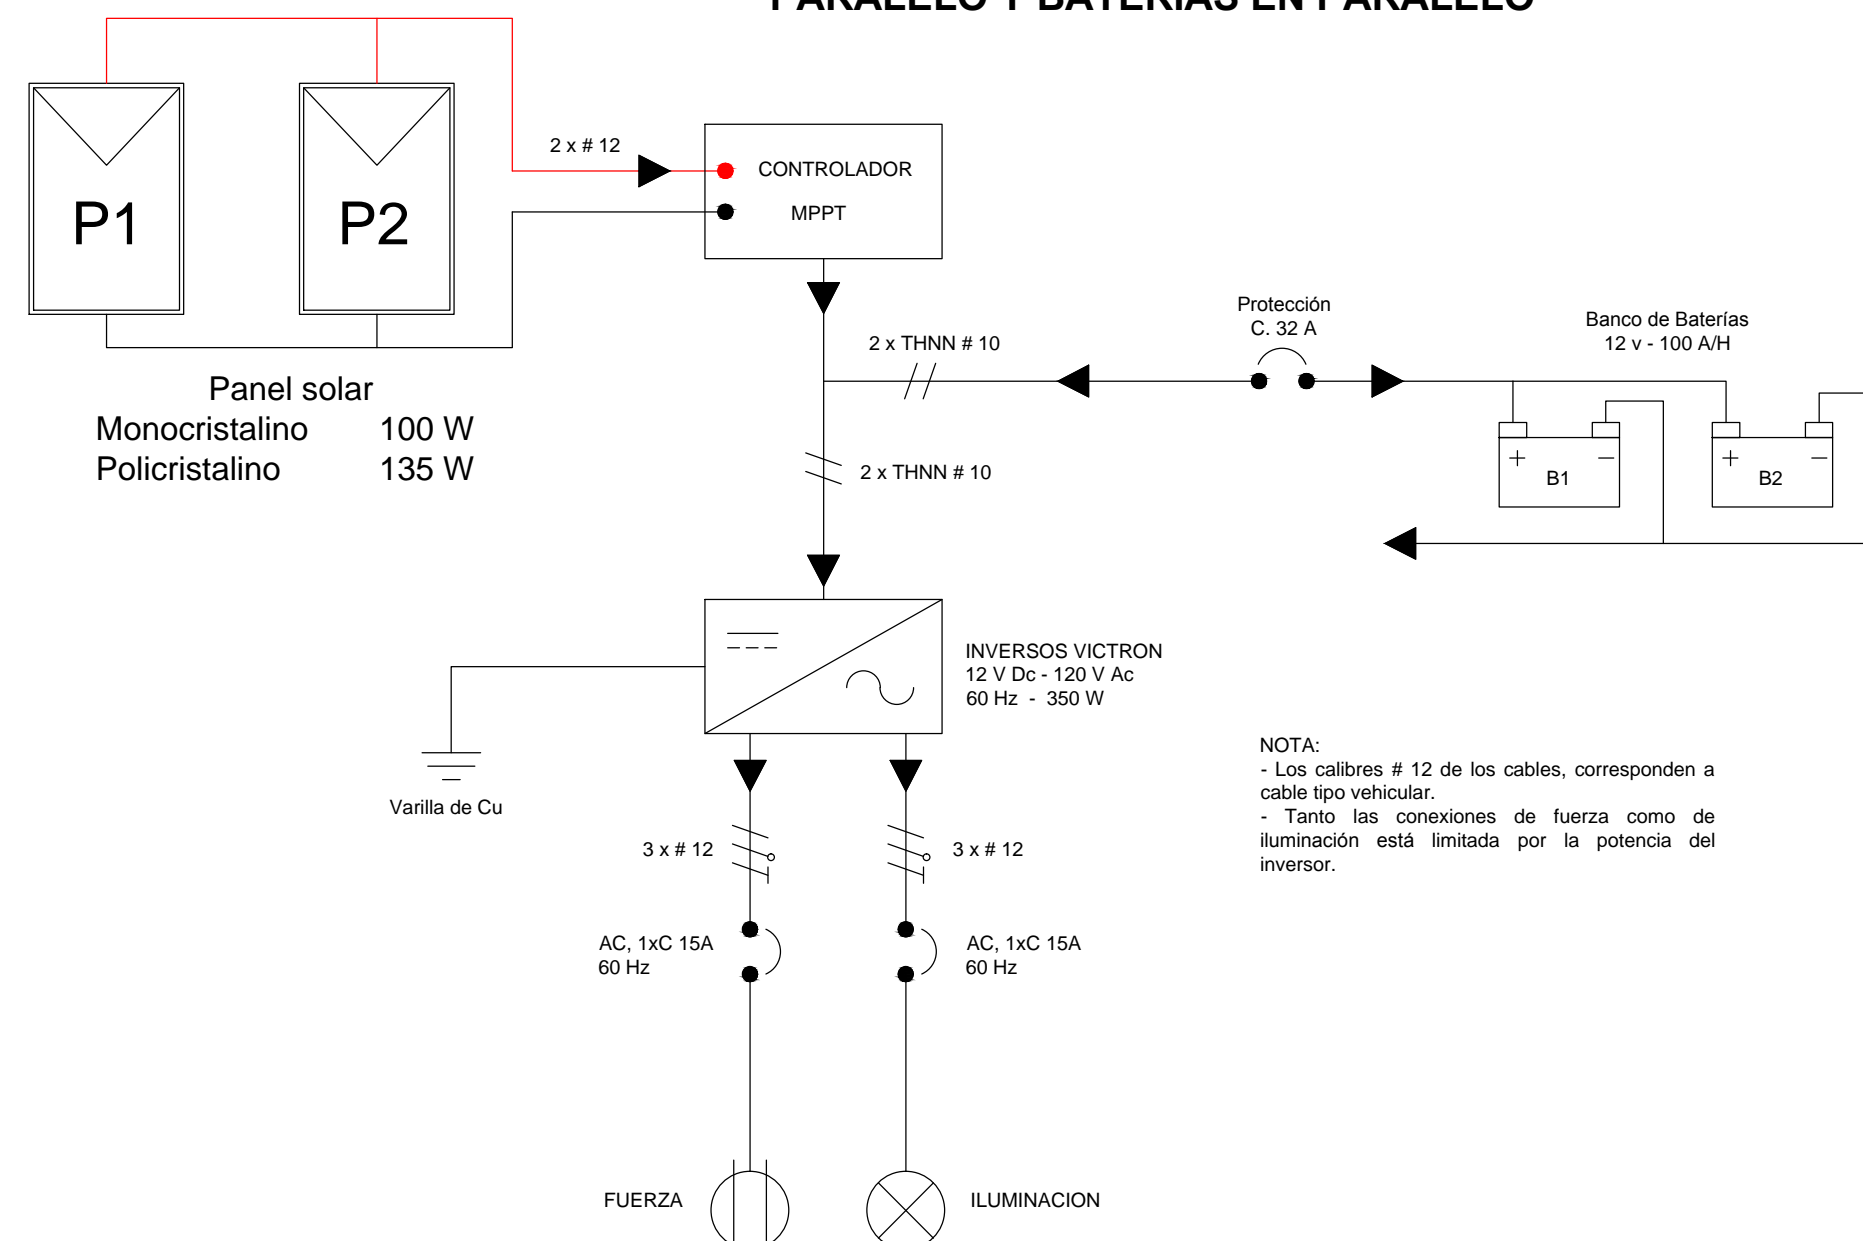 PARALELO Y BATERIAS EN PARALELO
2 x # 12
CONTROLADOR
MPPT
P1
P2
Panel solar
Monocristalino 100 W
Policristalino 135 W
Protección
C. 32 A
Banco de Baterías
12 v - 100 A/H
2 x THNN # 10
+ −
B1
+ −
B2
2 x THNN # 10
INVERSOS VICTRON
12 V Dc - 120 V Ac
60 Hz - 350 W
NOTA:
- Los calibres # 12 de los cables, corresponden a
cable tipo vehicular.
- Tanto las conexiones de fuerza como de
iluminación está limitada por la potencia del
inversor.
Varilla de Cu
3 x # 12
3 x # 12
AC, 1xC 15A
60 Hz
AC, 1xC 15A
60 Hz
FUERZA
ILUMINACION